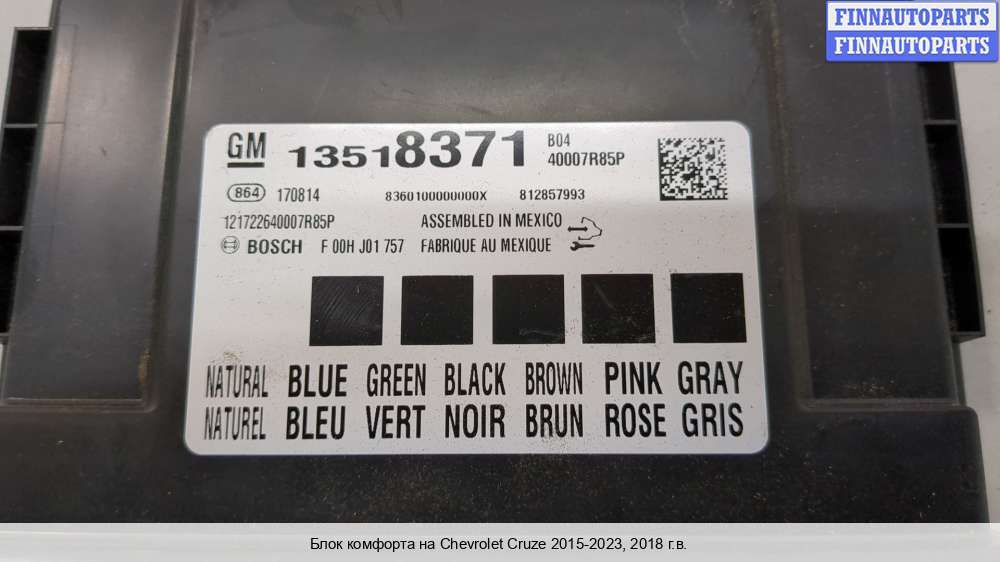 FINNAUTOPARTS
FINNAUTOPARTS
GM 13518371 B04
40007R85P
864 170814 8360100000000X 812857993
121722640007R85P ASSEMBLED IN MEXICO
BOSCH F 00H J01 757 FABRIQUE AU MEXIQUE
NATURAL BLUE GREEN BLACK BROWN PINK GRAY
NATUREL BLEU VERT NOIR BRUN ROSE GRIS
Блок комфорта на Chevrolet Cruze 2015-2023, 2018 г.в.